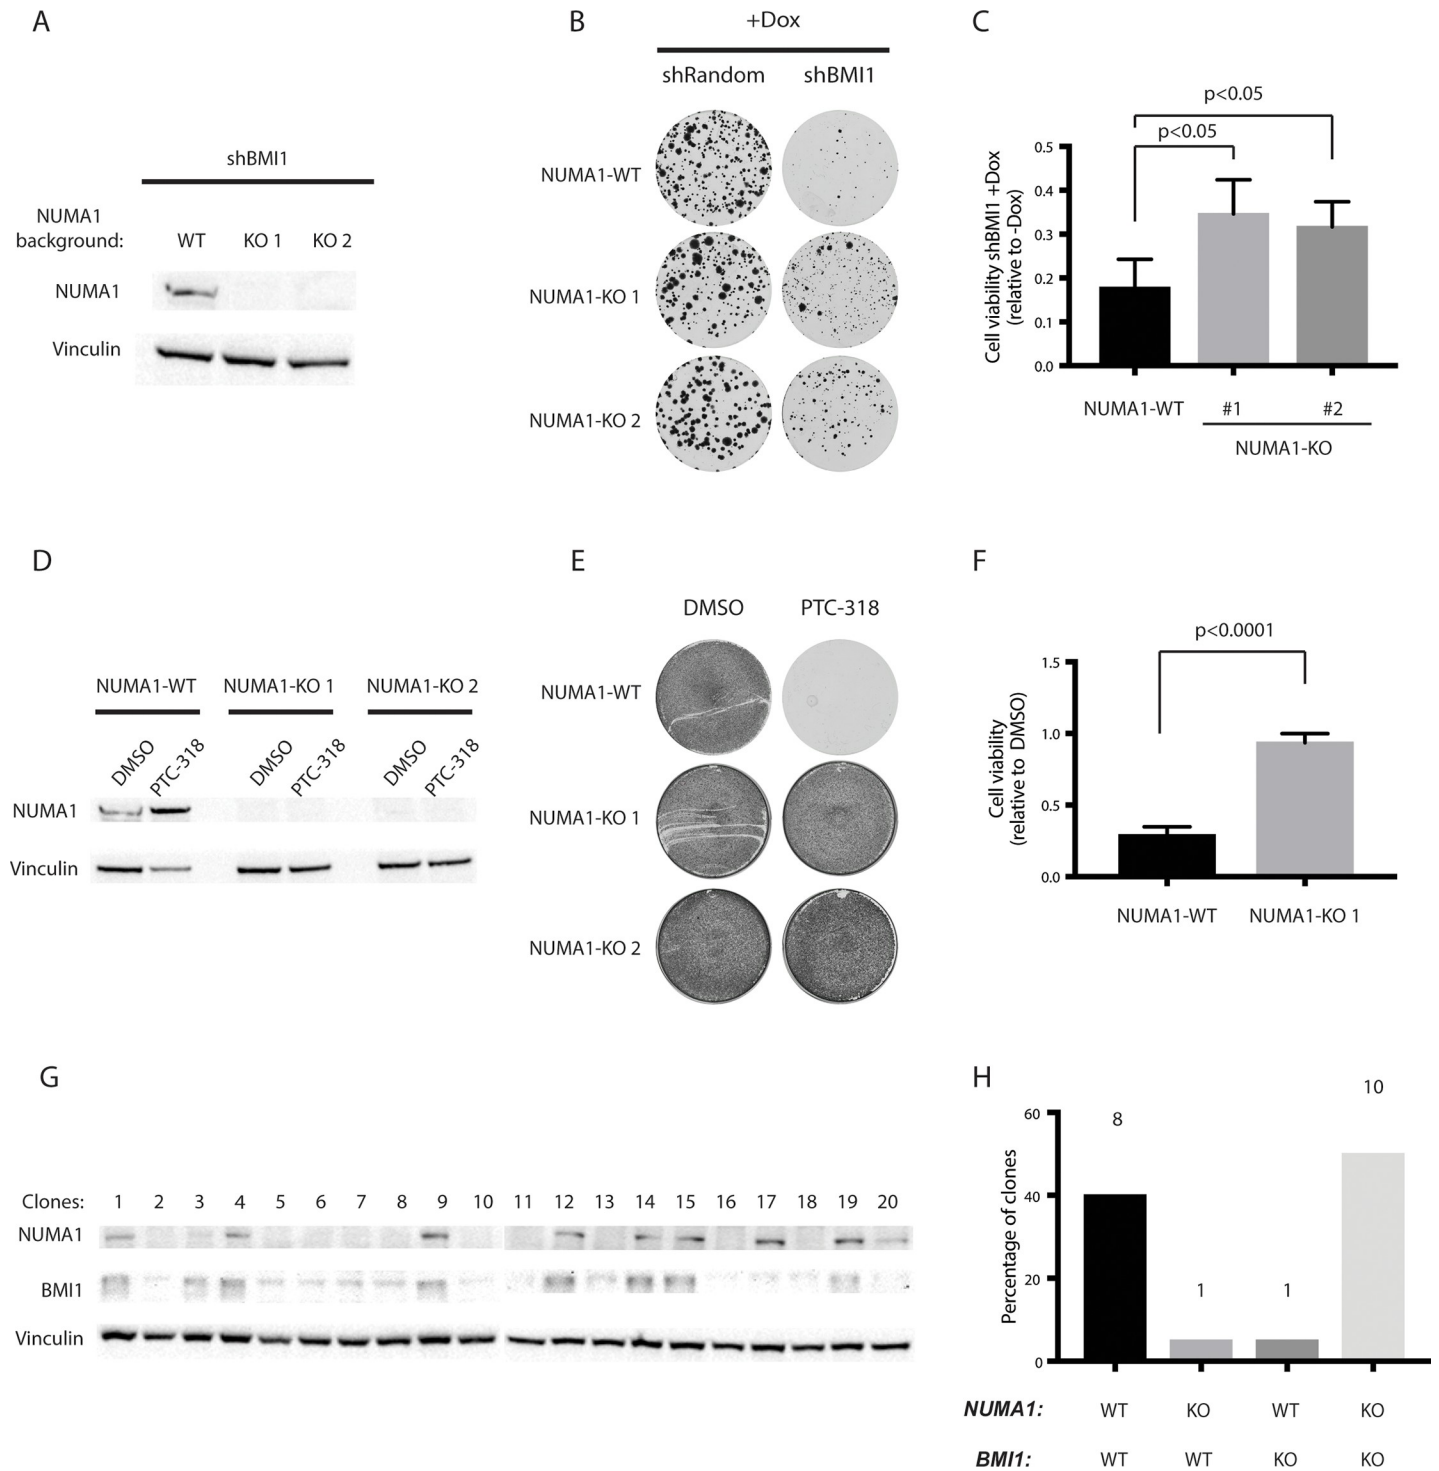 A
shBMI1
NUMA1
background:
WT KO 1 KO 2
NUMA1
Vinculin
B
+Dox
shRandom shBMI1
NUMA1-WT
NUMA1-KO 1
NUMA1-KO 2
C
p<0.05
p<0.05
Cell viability shBMI1 +Dox
(relative to -Dox)
0.5
0.4
0.3
0.2
0.1
0.0
NUMA1-WT #1 #2
NUMA1-KO
D
NUMA1-WT NUMA1-KO 1 NUMA1-KO 2
DMSO PTC-318 DMSO PTC-318 DMSO PTC-318
NUMA1
Vinculin
E
DMSO PTC-318
NUMA1-WT
NUMA1-KO 1
NUMA1-KO 2
F
p<0.0001
Cell viability
(relative to DMSO)
1.5
1.0
0.5
0.0
NUMA1-WT NUMA1-KO 1
G
Clones: 1 2 3 4 5 6 7 8 9 10 11 12 13 14 15 16 17 18 19 20
NUMA1
BMI1
Vinculin
H
Percentage of clones
60
40
20
0
8 1 1 10
NUMA1: WT KO WT KO
BMI1: WT WT KO KO